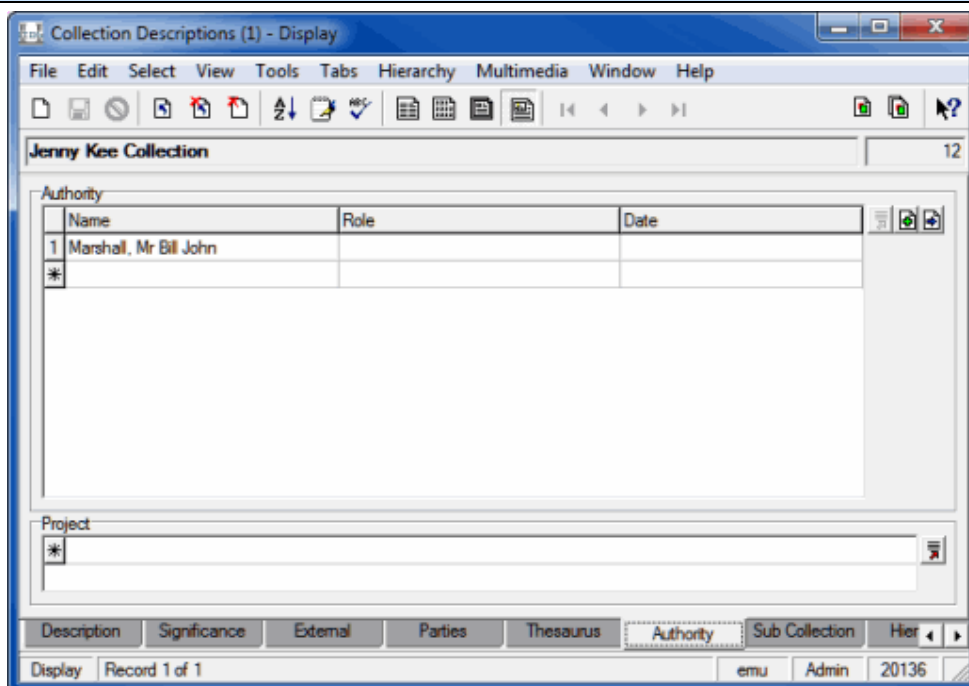 Collection Descriptions (1) - Display
File Edit Select View Tools Tabs Hierarchy Multimedia Window Help
Jenny Kee Collection 12
Authority
Name Role Date
1 Marshall, Mr Bill John
Project
Description Significance External Parties Thesaurus Authority Sub Collection Hier
Display Record 1 of 1 emu Admin 20136